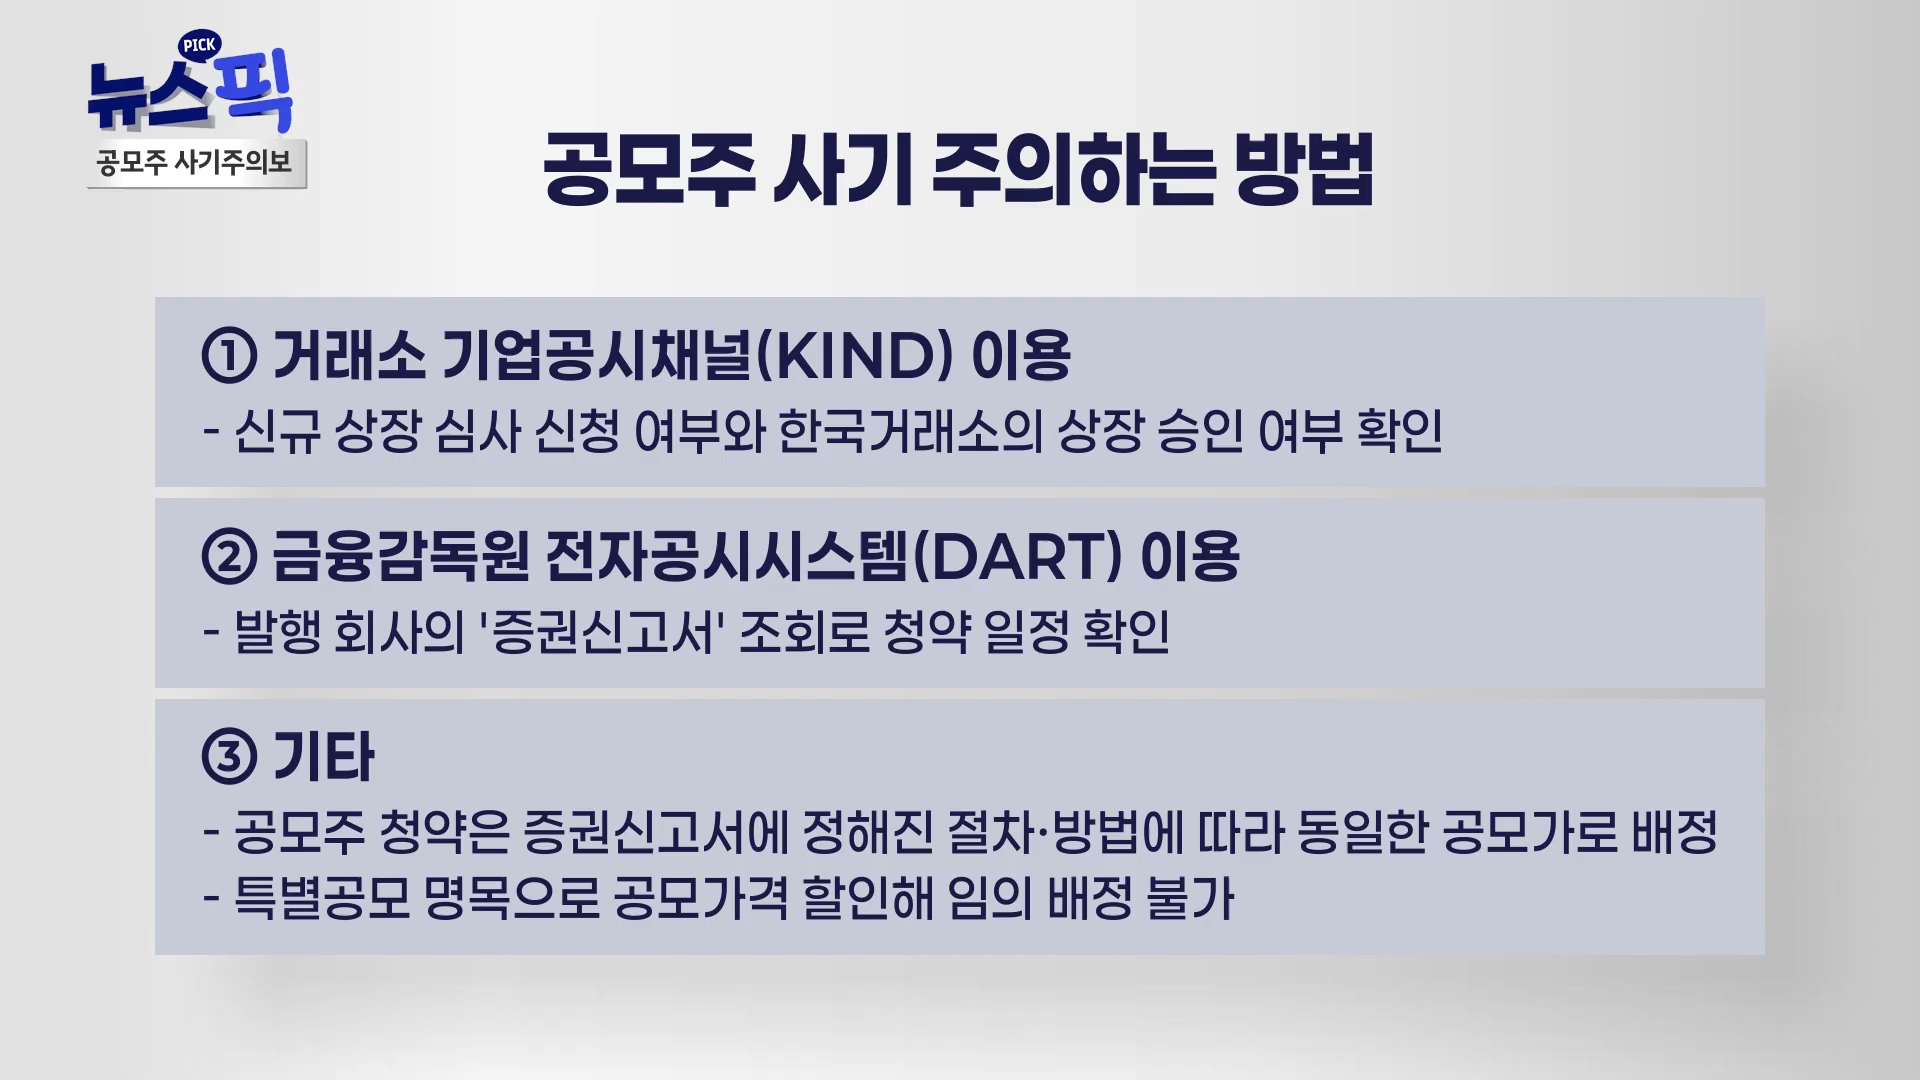 PICK
뉴스픽
공모주 사기주의보
공모주 사기 주의하는 방법
① 거래소 기업공시채널(KIND) 이용
- 신규 상장 심사 신청 여부와 한국거래소의 상장 승인 여부 확인
② 금융감독원 전자공시시스템(DART) 이용
- 발행 회사의 '증권신고서' 조회로 청약 일정 확인
③ 기타
- 공모주 청약은 증권신고서에 정해진 절차·방법에 따라 동일한 공모가로 배정
- 특별공모 명목으로 공모가격 할인해 임의 배정 불가